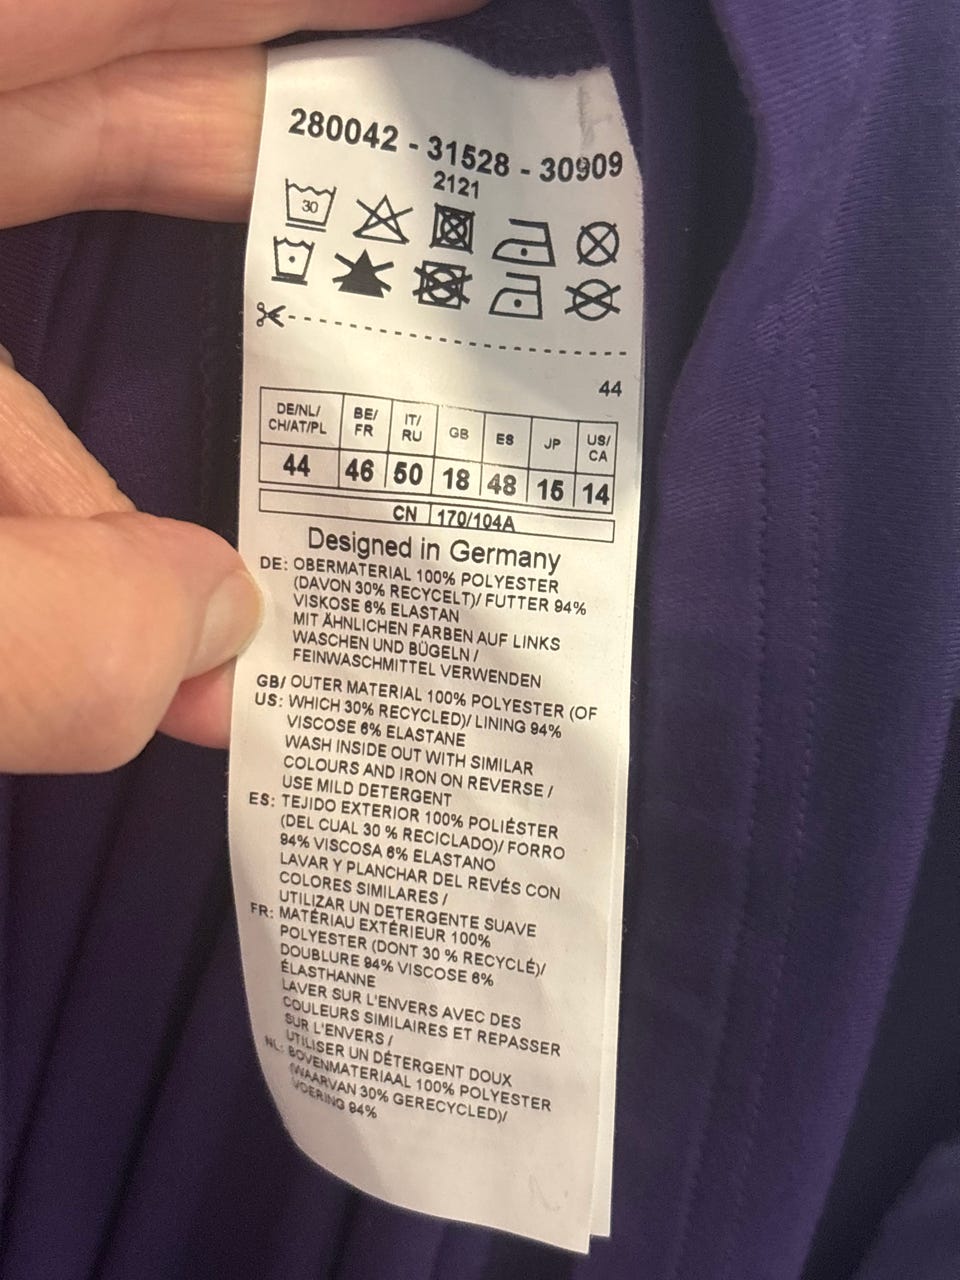 280042 - 31528 - 30909
2121
30
44
DE/NL/ CH/AT/PL BE/ FR IT/ RU GB ES JP US/ CA
44 46 50 18 48 15 14
CN 170/104A
Designed in Germany
DE: OBERMATERIAL 100% POLYESTER
(DAVON 30% RECYCELT)/ FUTTER 94%
VISKOSE 6% ELASTAN
MIT ÄHNLICHEN FARBEN AUF LINKS
WASCHEN UND BÜGELN /
FEINWASCHMITTEL VERWENDEN
GB/ OUTER MATERIAL 100% POLYESTER (OF
US: WHICH 30% RECYCLED)/ LINING 94%
VISCOSE 6% ELASTANE
WASH INSIDE OUT WITH SIMILAR
COLOURS AND IRON ON REVERSE /
USE MILD DETERGENT
ES: TEJIDO EXTERIOR 100% POLIÉSTER
(DEL CUAL 30 % RECICLADO)/ FORRO
94% VISCOSA 6% ELASTANO
LAVAR Y PLANCHAR DEL REVÉS CON
COLORES SIMILARES /
UTILIZAR UN DETERGENTE SUAVE
FR: MATÉRIAU EXTÉRIEUR 100%
POLYESTER (DONT 30 % RECYCLÉ)/
DOUBLURE 94% VISCOSE 6%
ÉLASTHANNE
LAVER SUR L'ENVERS AVEC DES
COULEURS SIMILAIRES ET REPASSER
SUR L'ENVERS /
UTILISER UN DÉTERGENT DOUX
NL: BOVENMATERIAAL 100% POLYESTER
(WAARVAN 30% GERECYCLED)/
VOERING 94%